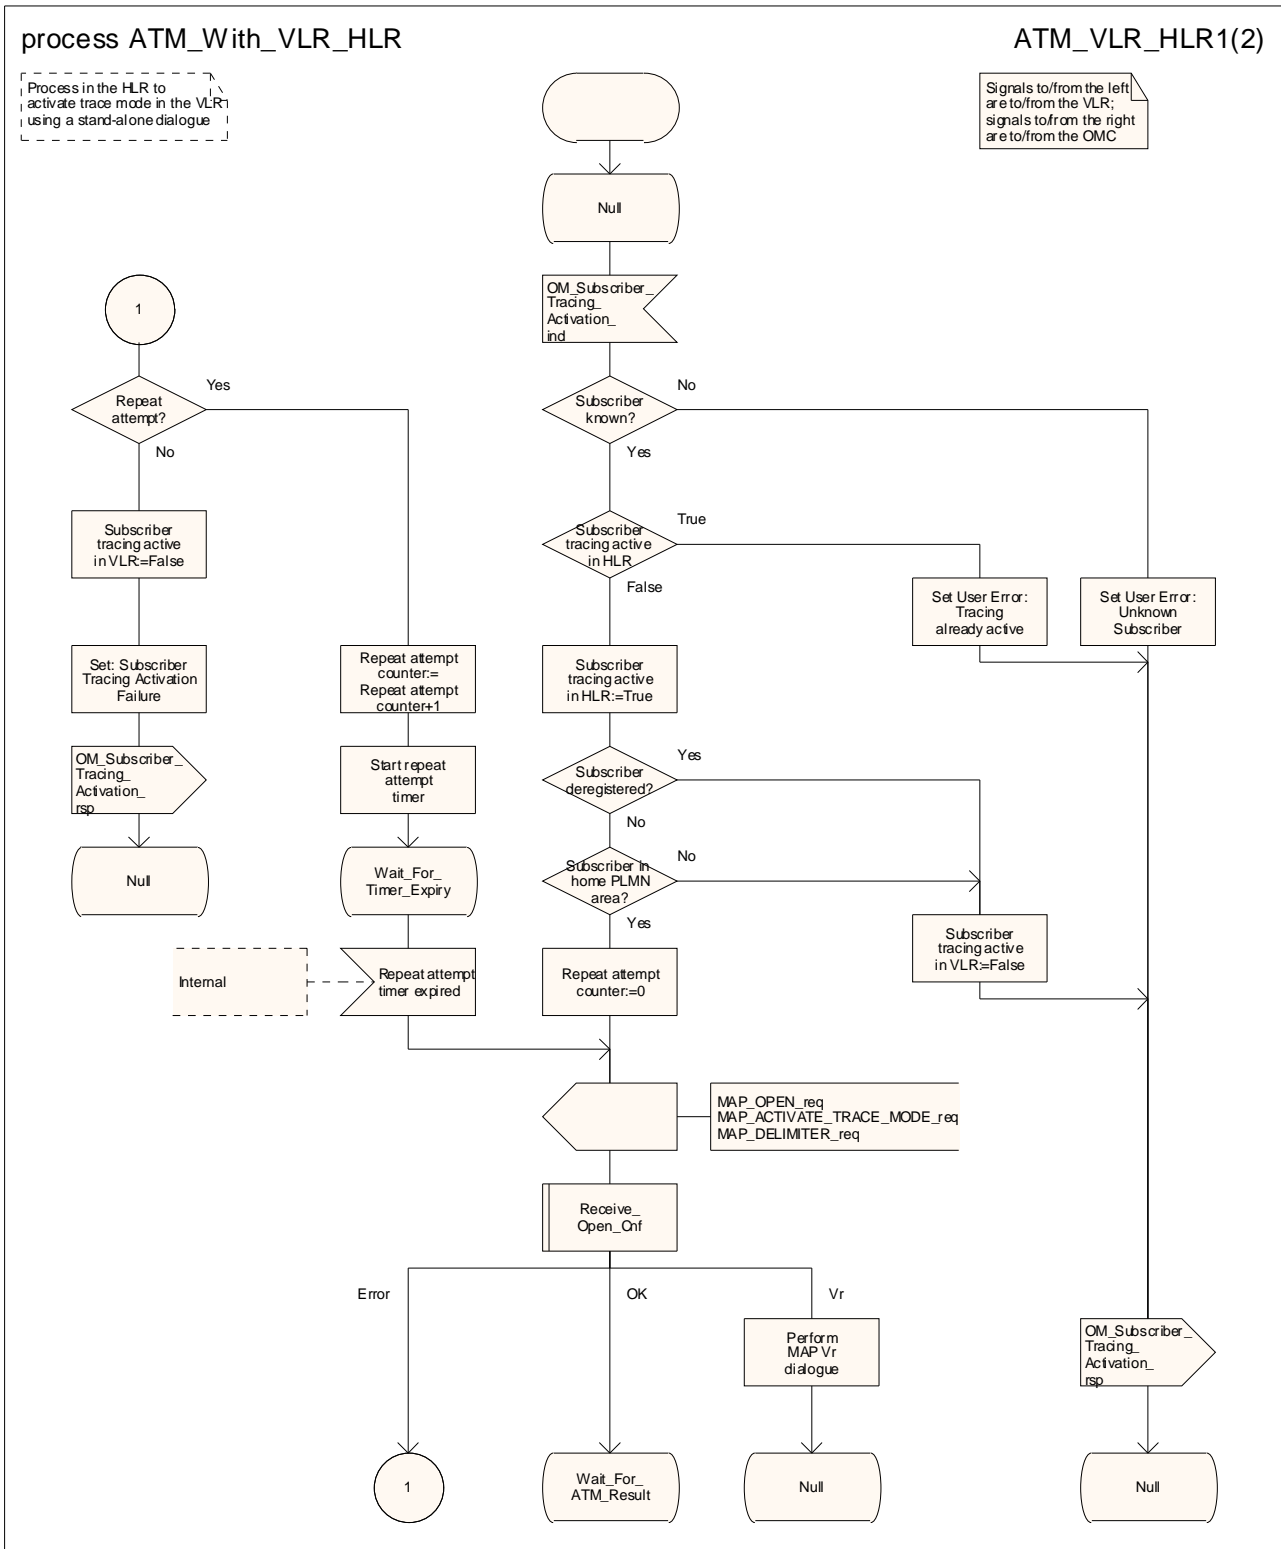 process ATM_With_VLR_HLR
ATM_VLR_HLR1(2)
Process in the HLR to
activate trace mode in the VLR
using a stand-alone dialogue
Signals to/from the left
are to/from the VLR;
signals to/from the right
are to/from the OMC
Null
OM_Subscriber_
Tracing_
Activation_
ind
1
Repeat
attempt?
Yes
No
Subscriber
known?
No
Yes
Subscriber
tracing active
in VLR:=False
Subscriber
tracing active
in HLR
True
False
Set User Error:
Tracing
already active
Set User Error:
Unknown
Subscriber
Set: Subscriber
Tracing Activation
Failure
Repeat attempt
counter:=
Repeat attempt
counter+1
Subscriber
tracing active
in HLR:=True
OM_Subscriber_
Tracing_
Activation_
rsp
Start repeat
attempt
timer
Subscriber
deregistered?
Yes
No
Null
Wait_For_
Timer_Expiry
Subscriber in
home PLMN
area?
No
Yes
Subscriber
tracing active
in VLR:=False
Internal
Repeat attempt
timer expired
Repeat attempt
counter:=0
MAP_OPEN_req
MAP_ACTIVATE_TRACE_MODE_req
MAP_DELIMITER_req
Receive_
Open_Cnf
Error
OK
Vr
Perform
MAP Vr
dialogue
OM_Subscriber_
Tracing_
Activation_
rsp
1
Wait_For_
ATM_Result
Null
Null